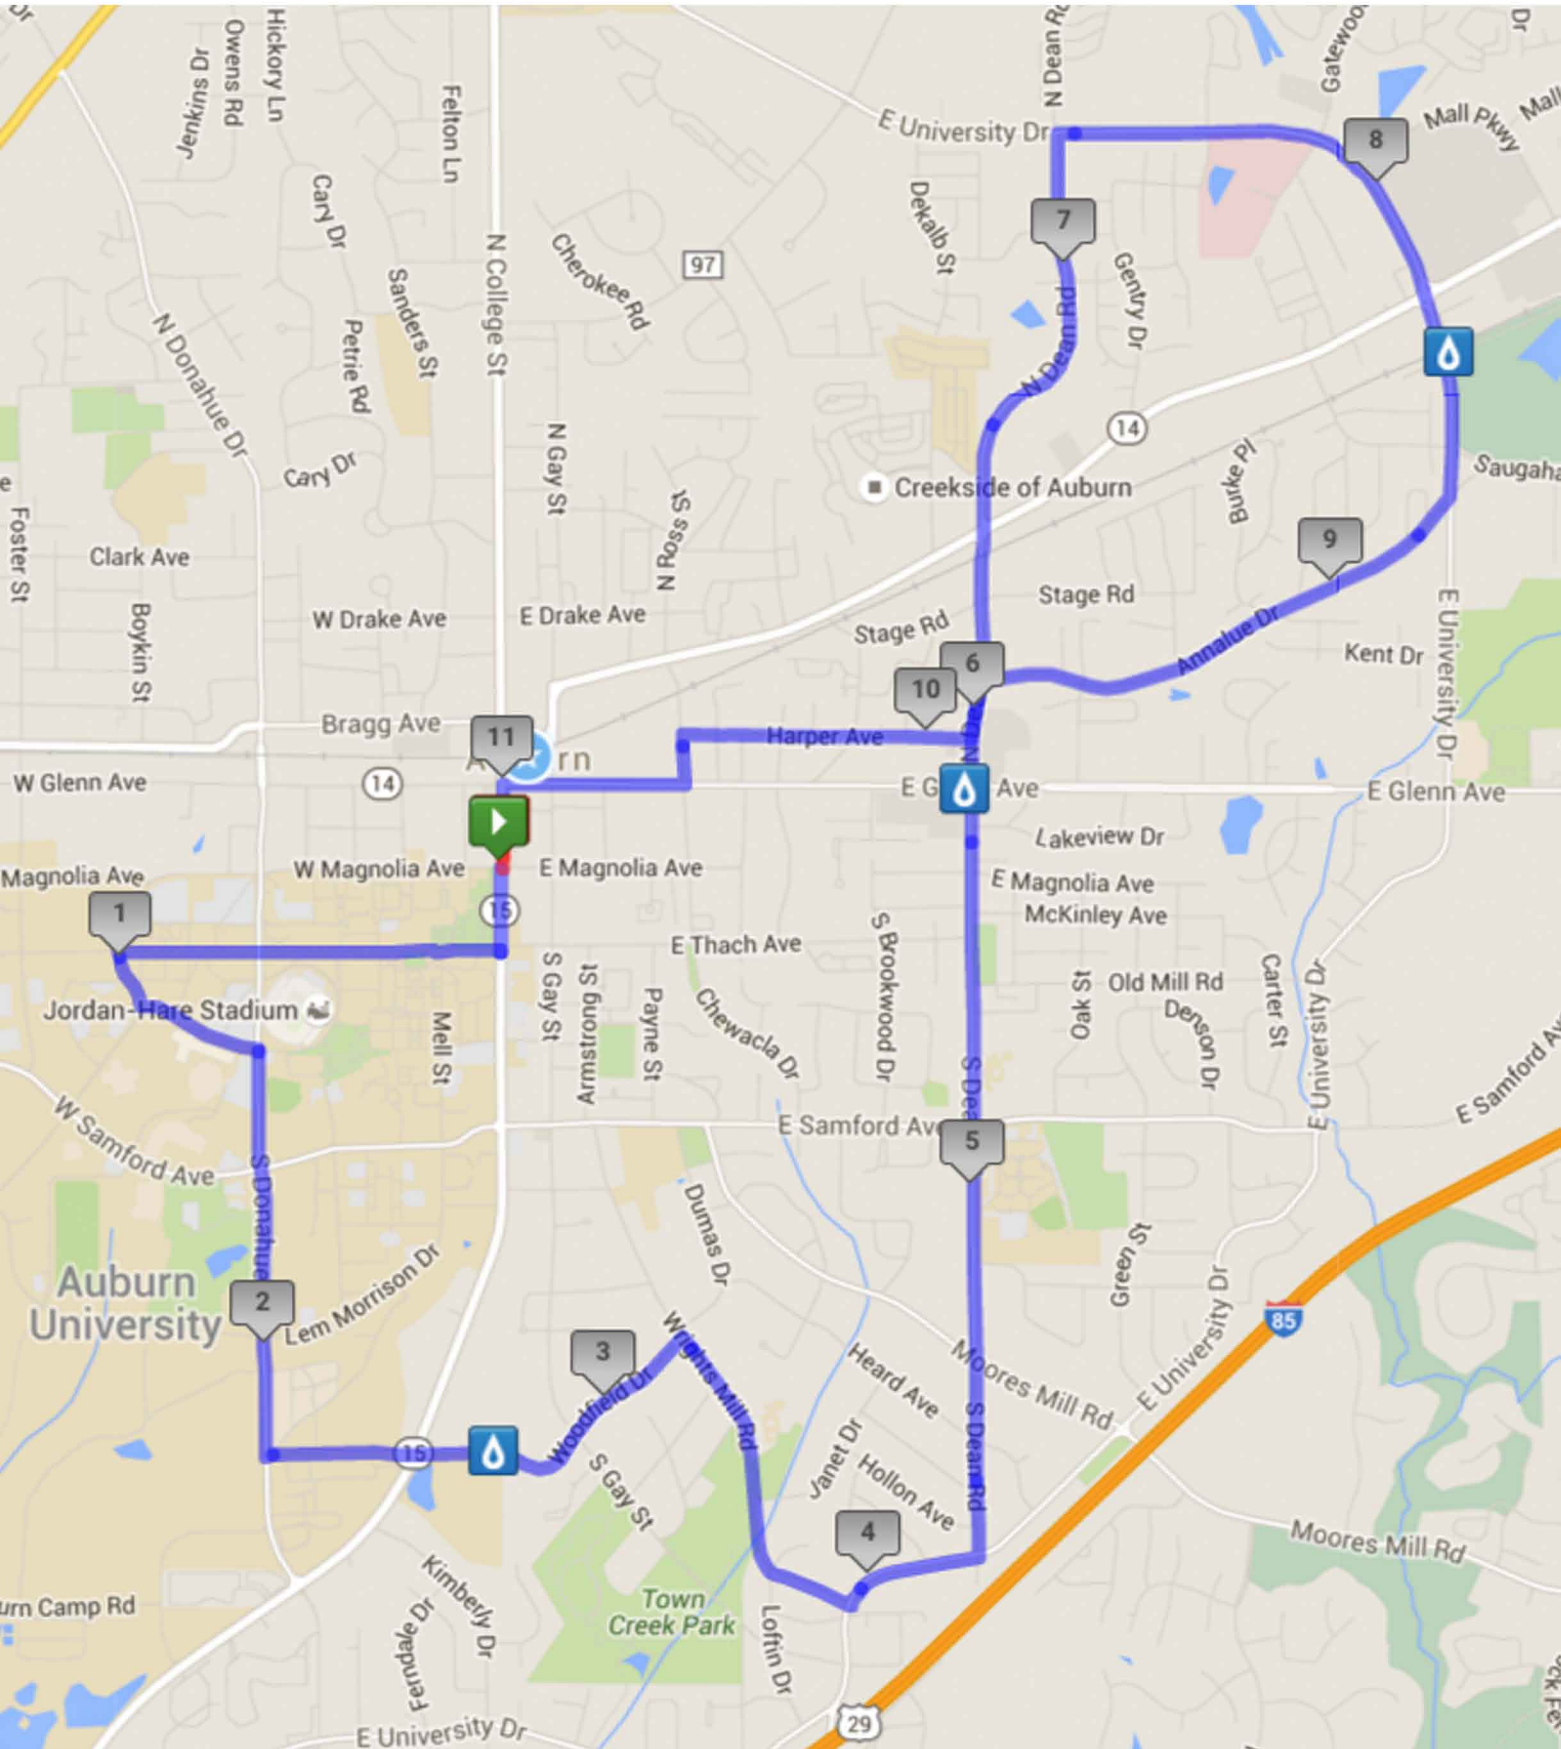 Hickory Ln
Owens Rd
Jenkins Dr
Felton Ln
N Dean Rd
Dr
Mall Pkwy
E University Dr
8
7
Cary Dr
Dekalb St
N College St
Cherokee Rd
97
Gentry Dr
Sanders St
Petrie Rd
N Donahue Dr
N Dean Rd
14
N Gay St
Cary Dr
Burke Pl
Creekside of Auburn
N Ross St
Foster St
Clark Ave
9
Boykin St
W Drake Ave
E Drake Ave
Stage Rd
Stage Rd
Annalue Dr
Kent Dr
E University Dr
6
10
Bragg Ave
11
Harper Ave
rn
W Glenn Ave
14
Ave
E Glenn Ave
Lakeview Dr
Magnolia Ave
W Magnolia Ave
E Magnolia Ave
E Magnolia Ave
McKinley Ave
1
15
E Thach Ave
S Brookwood Dr
S Gay St
Armstrong St
Payne St
Chewacla Dr
Oak St
Old Mill Rd
Denson Dr
Carter St
E University Dr
Jordan-Hare Stadium
Mell St
E Samford Ave
W Samford Ave
E Samford Ave
5
S Donahue
Dumas Dr
Green St
Auburn
University
2
Lem Morrison Dr
85
3
Wrights Mill Rd
Woodfield Dr
Heard Ave
Moores Mill Rd
E University Dr
S Dean Rd
15
S Gay St
Janet Dr
Hollon Ave
4
Moores Mill Rd
Kimberly Dr
Ferndale Dr
Town
Creek Park
Loftin Dr
urn Camp Rd
E University Dr
29